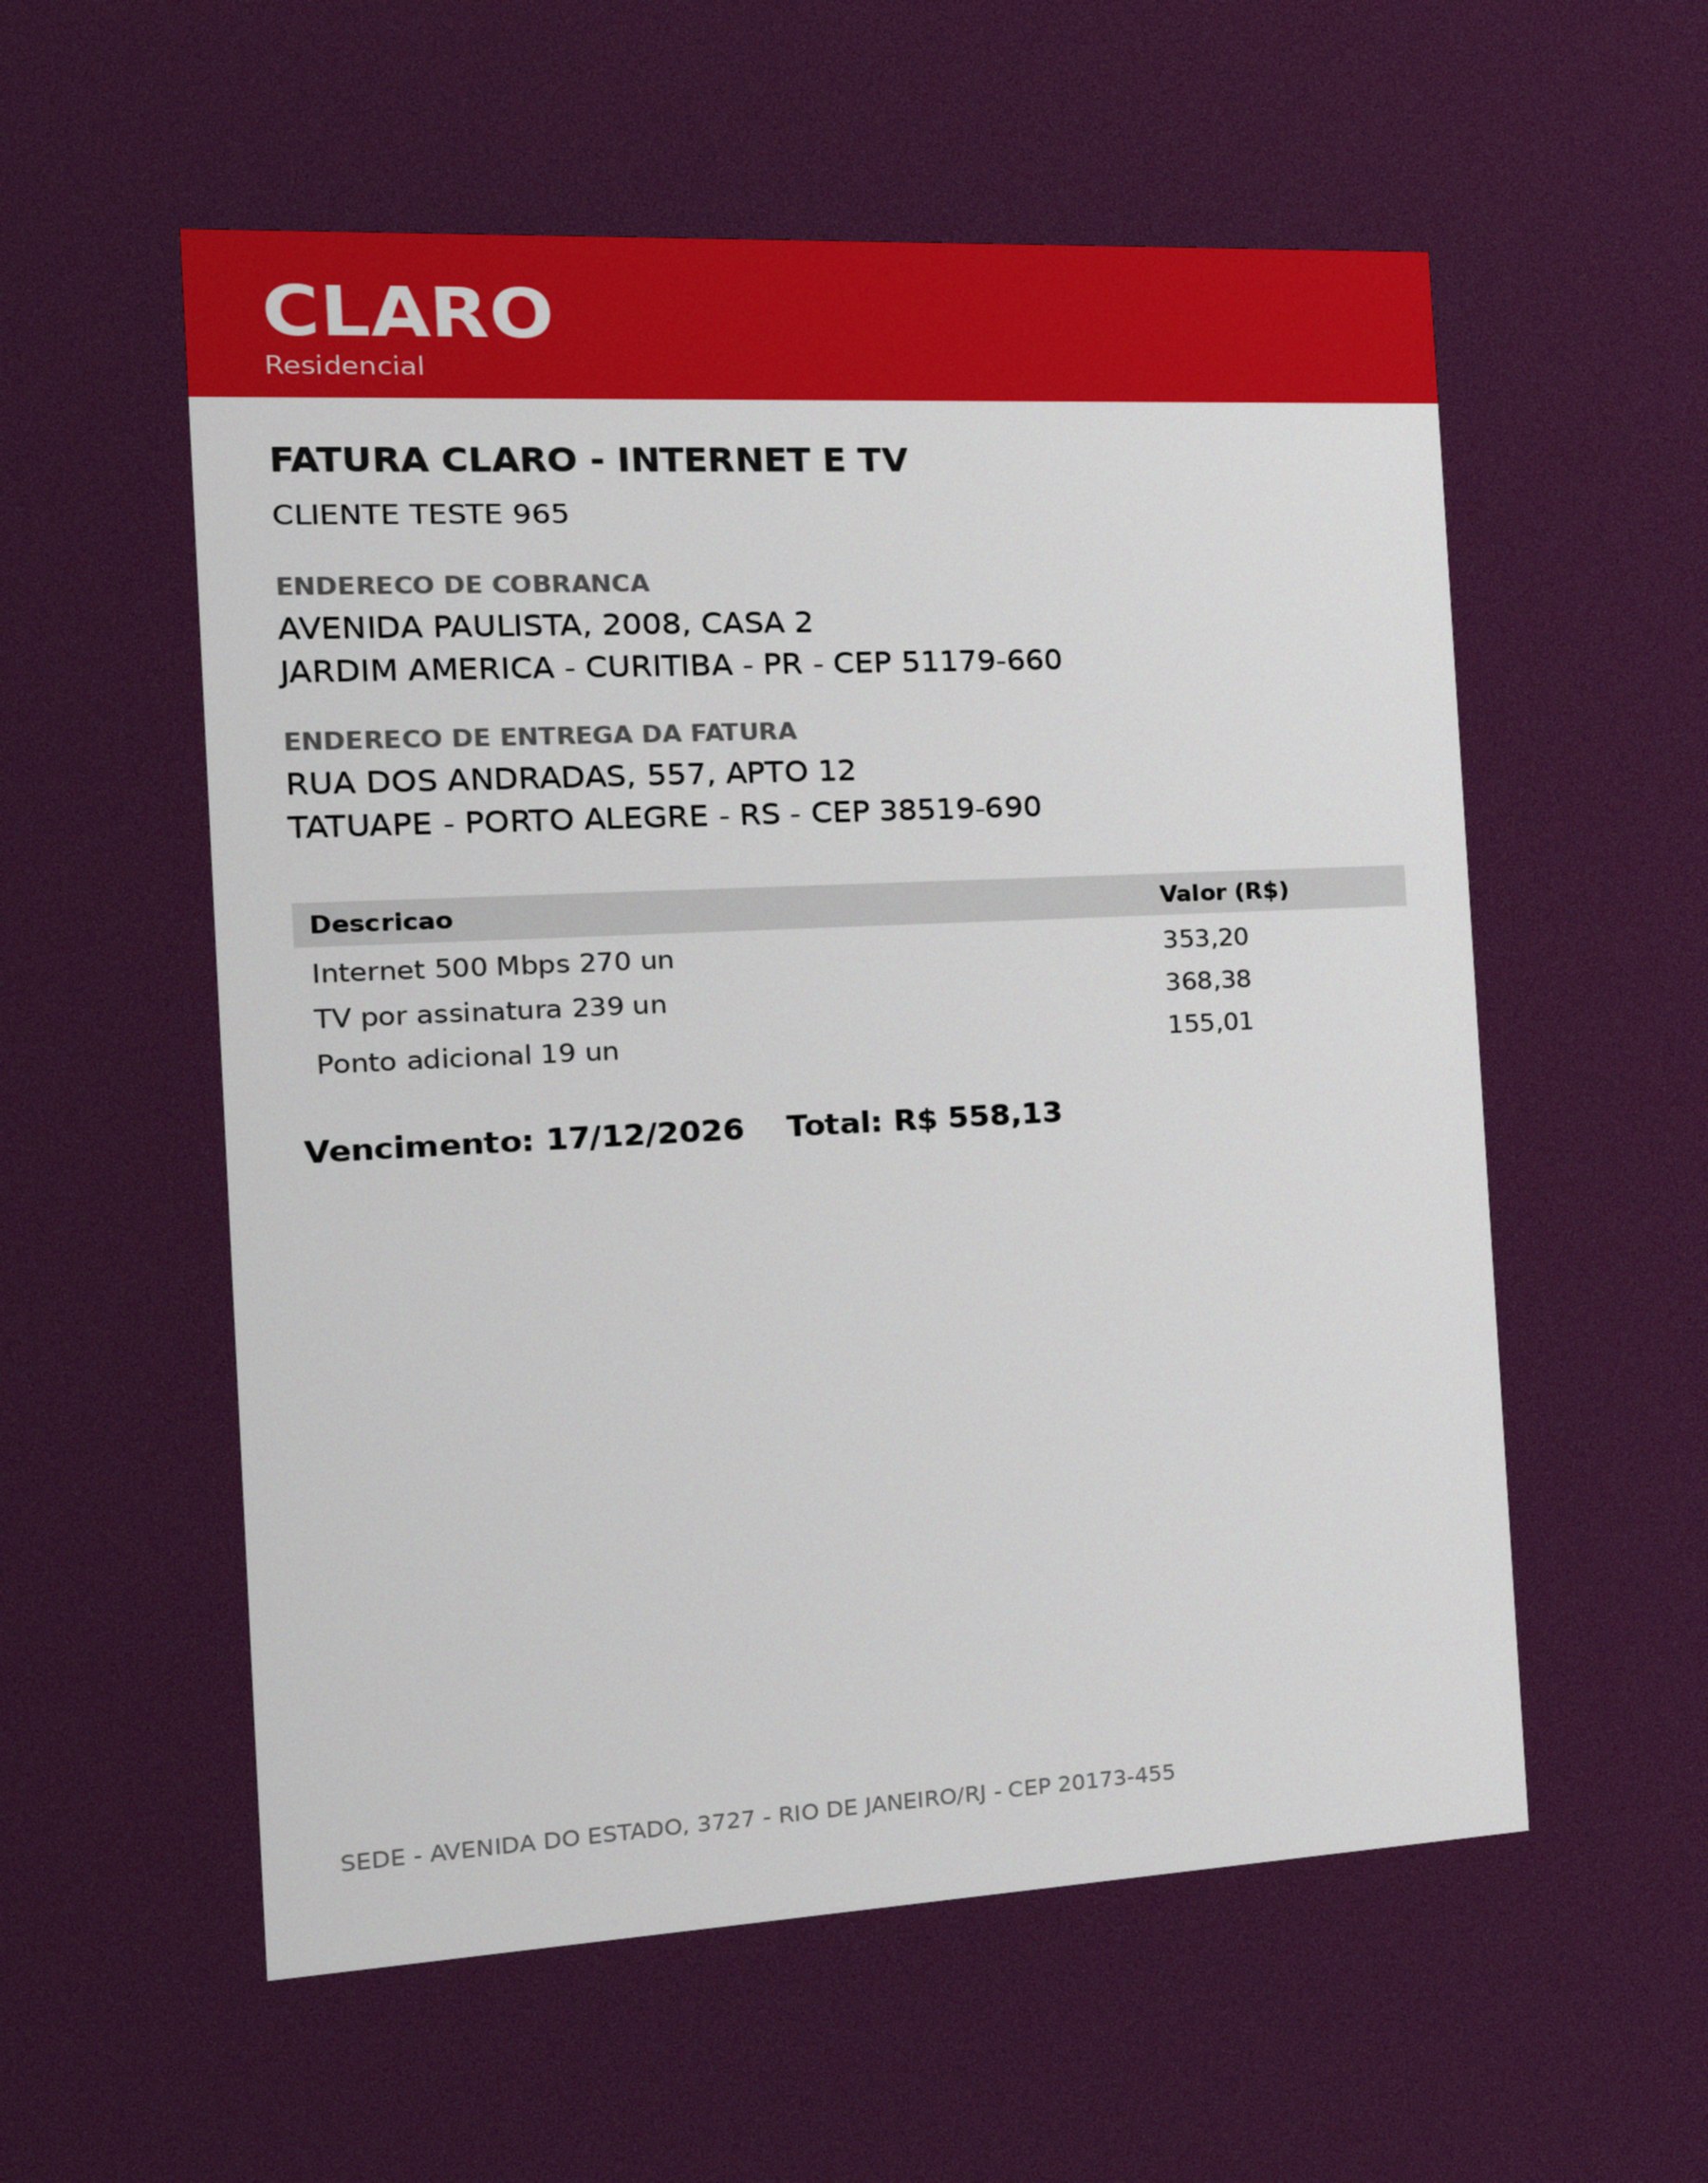 CLARO
Residencial
FATURA CLARO - INTERNET E TV
CLIENTE TESTE 965
ENDERECO DE COBRANCA
AVENIDA PAULISTA, 2008, CASA 2
JARDIM AMERICA - CURITIBA - PR - CEP 51179-660
ENDERECO DE ENTREGA DA FATURA
RUA DOS ANDRADAS, 557, APTO 12
TATUAPE - PORTO ALEGRE - RS - CEP 38519-690
Descricao Valor (R$)
Internet 500 Mbps 270 un 353,20
TV por assinatura 239 un 368,38
Ponto adicional 19 un 155,01
Vencimento: 17/12/2026 Total: R$ 558,13
SEDE - AVENIDA DO ESTADO, 3727 - RIO DE JANEIRO/RJ - CEP 20173-455